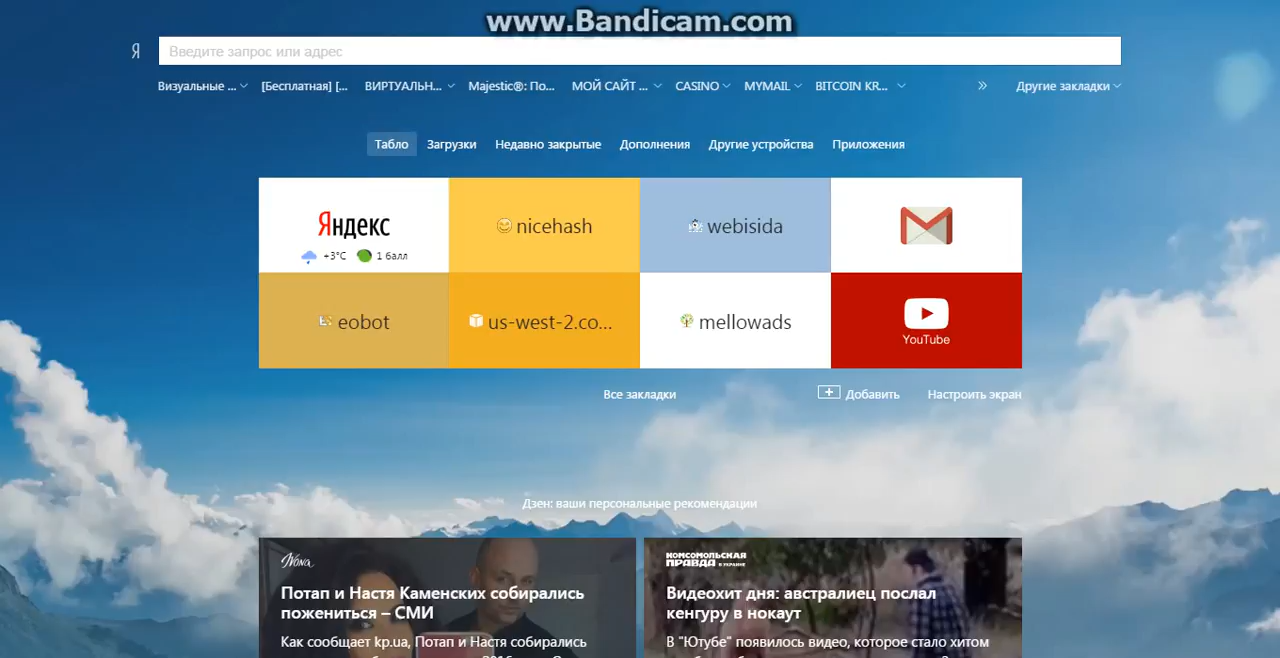 www.Bandicam.com
Я
Введите запрос или адрес
Визуальные ... [Бесплатная] [... ВИРТУАЛЬН... Majestic®: По... МОЙ САЙТ ... CASINO MYMAIL BITCOIN KR... » Другие закладки
Табло Загрузки Недавно закрытые Дополнения Другие устройства Приложения
Яндекс
+3°C 1 балл
nicehash
webisida
eobot
us-west-2.co...
mellowads
YouTube
Все закладки Добавить Настроить экран
Дзен: ваши персональные рекомендации
Потап и Настя Каменских собирались
пожениться – СМИ
Как сообщает kp.ua, Потап и Настя собирались
КОМСОМОЛЬСКАЯ
ПРАВДА В УКРАИНЕ
Видеохит дня: австралиец послал
кенгуру в нокаут
В "Ютубе" появилось видео, которое стало хитом